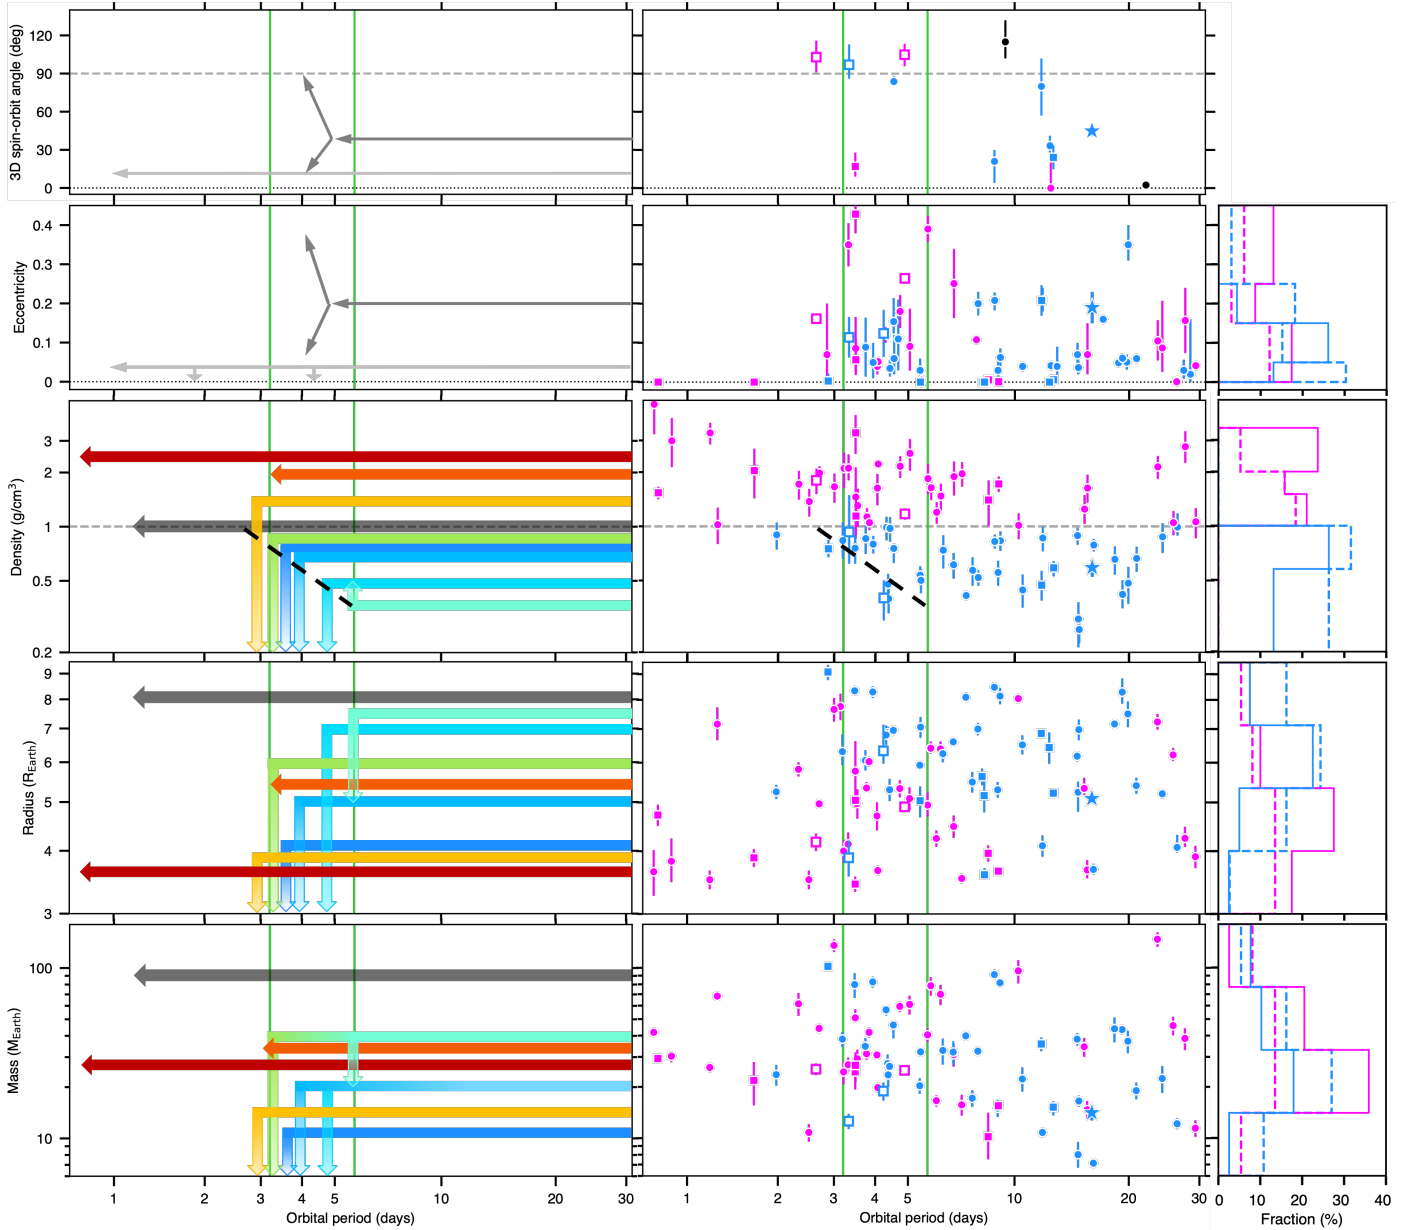 3D spin-orbit angle (deg)
120
90
60
30
0
Eccentricity
0.4
0.3
0.2
0.1
0
Density (g/cm³)
3
2
1
0.5
0.2
Radius (R_Earth)
9
8
7
6
5
4
3
Mass (M_Earth)
100
10
1 2 3 4 5 10 20 30
Orbital period (days)
1 2 3 4 5 10 20 30
Orbital period (days)
0 10 20 30 40
Fraction (%)